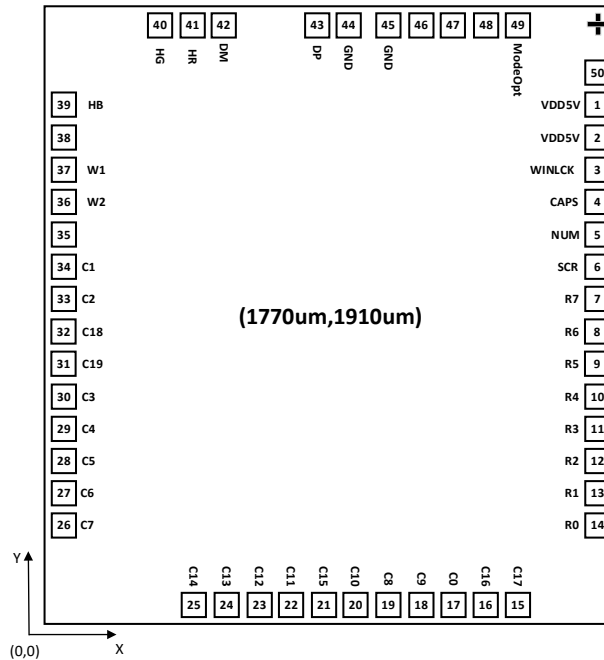 40 41 42 43 44 45 46 47 48 49
HG HR DM DP GND GND ModeOpt
50
39 HB VDD5V 1
38 VDD5V 2
37 W1 WINLCK 3
36 W2 CAPS 4
35 NUM 5
34 C1 SCR 6
33 C2 R7 7
(1770um,1910um)
32 C18 R6 8
31 C19 R5 9
30 C3 R4 10
29 C4 R3 11
28 C5 R2 12
27 C6 R1 13
26 C7 R0 14
Y
C14 C13 C12 C11 C15 C10 C8 C9 C0 C16 C17
25 24 23 22 21 20 19 18 17 16 15
(0,0) X